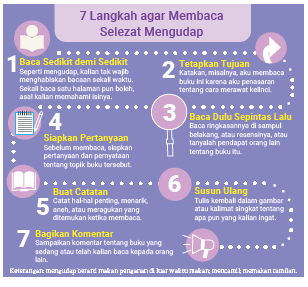 7 Langkah agar Membaca
Selezat Mengudap
1
Baca Sedikit demi Sedikit
Seperti mengudap, kalian tak wajib
menghabiskan bacaan sekali waktu.
Sekali baca satu halaman pun boleh,
asal kalian memahami isinya.
2
Tetapkan Tujuan
Katakan, misalnya, aku membaca
buku ini karena aku penasaran
tentang cara merawat kelinci.
3
Baca Dulu Sepintas Lalu
Baca ringkasannya di sampul
belakang, atau resensinya, atau
tanyalah pendapat orang lain
tentang buku itu.
4
Siapkan Pertanyaan
Sebelum membaca, siapkan
pertanyaan dan pernyataan
tentang topik buku tersebut.
5
Buat Catatan
Catat hal-hal penting, menarik,
aneh, atau meragukan yang
ditemukan ketika membaca.
6
Susun Ulang
Tulis kembali dalam gambar
atau kalimat singkat tentang
apa pun yang kalian ingat.
7
Bagikan Komentar
Sampaikan komentar tentang buku yang
sedang atau telah kalian baca kepada orang
lain.
Keterangan: mengudap berarti makan penganan di luar waktu makan; mencamil; memakan camilan.